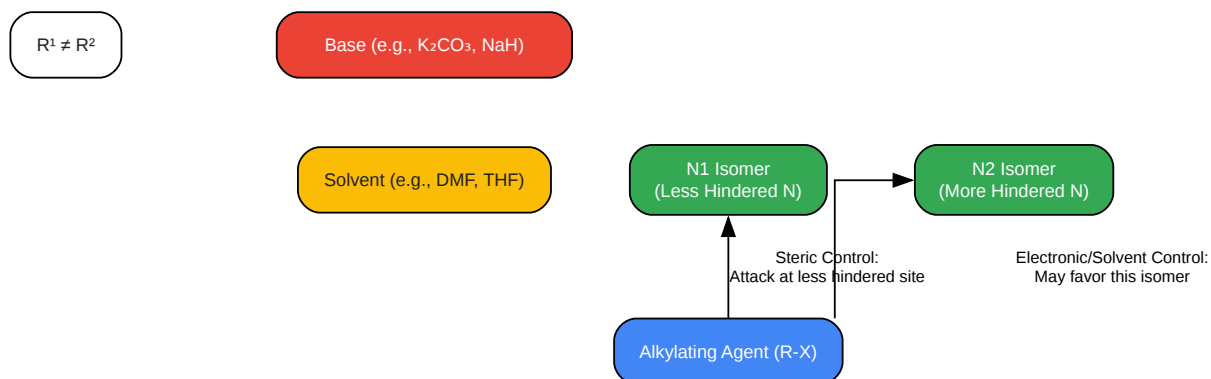 R¹ ≠ R²
Base (e.g., K₂CO₃, NaH)
Solvent (e.g., DMF, THF)
N1 Isomer
(Less Hindered N)
N2 Isomer
(More Hindered N)
Steric Control:
Attack at less hindered site
Electronic/Solvent Control:
May favor this isomer
Alkylating Agent (R-X)